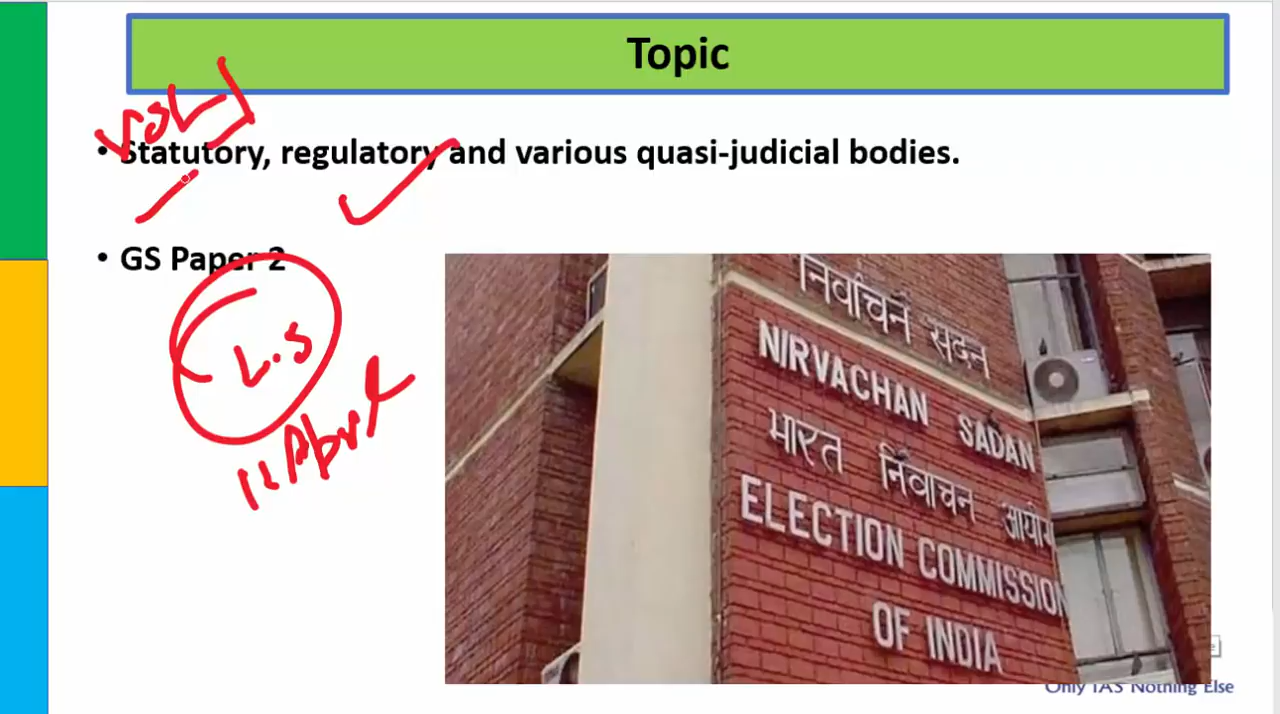 Topic
• Statutory, regulatory and various quasi-judicial bodies.
• GS Paper 2
L.S
11 April
निर्वाचन सदन
NIRVACHAN SADAN
भारत निर्वाचन आयोग
ELECTION COMMISSION
OF INDIA
Only IAS Nothing Else